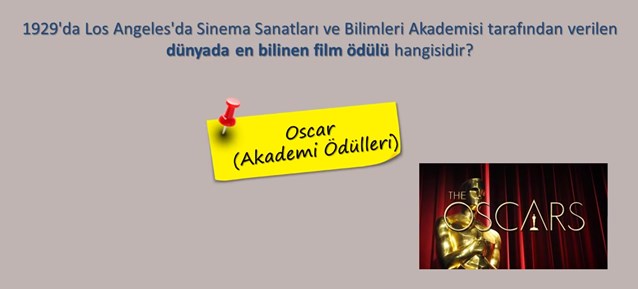 1929'da Los Angeles'da Sinema Sanatları ve Bilimleri Akademisi tarafından verilen
dünyada en bilinen film ödülü hangisidir?
Oscar
(Akademi Ödülleri)
THE
OSCARS